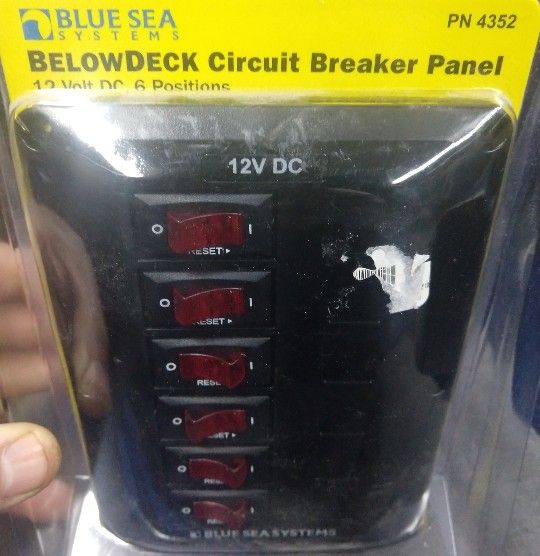 BLUE SEA
SYSTEMS
PN 4352
BELOWDECK Circuit Breaker Panel
12 Volt DC 6 Positions
12V DC
O I
RESET
O I
RESET
O I
RESET
O I
RESET
O I
O I
BLUE SEA SYSTEMS